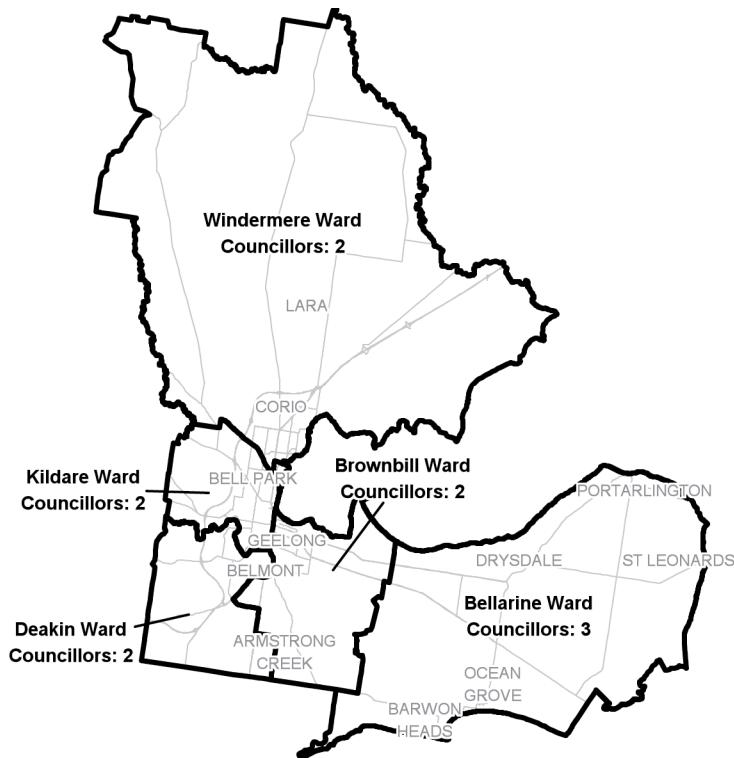 Windermere Ward
Councillors: 2
LARA
CORIO
Kildare Ward
Councillors: 2
BELL PARK
Brownbill Ward
Councillors: 2
PORTARLINGTON
GEELONG
DRYSDALE
ST LEONARDS
BELMONT
Bellarine Ward
Councillors: 3
Deakin Ward
Councillors: 2
ARMSTRONG
CREEK
OCEAN
GROVE
BARWON
HEADS